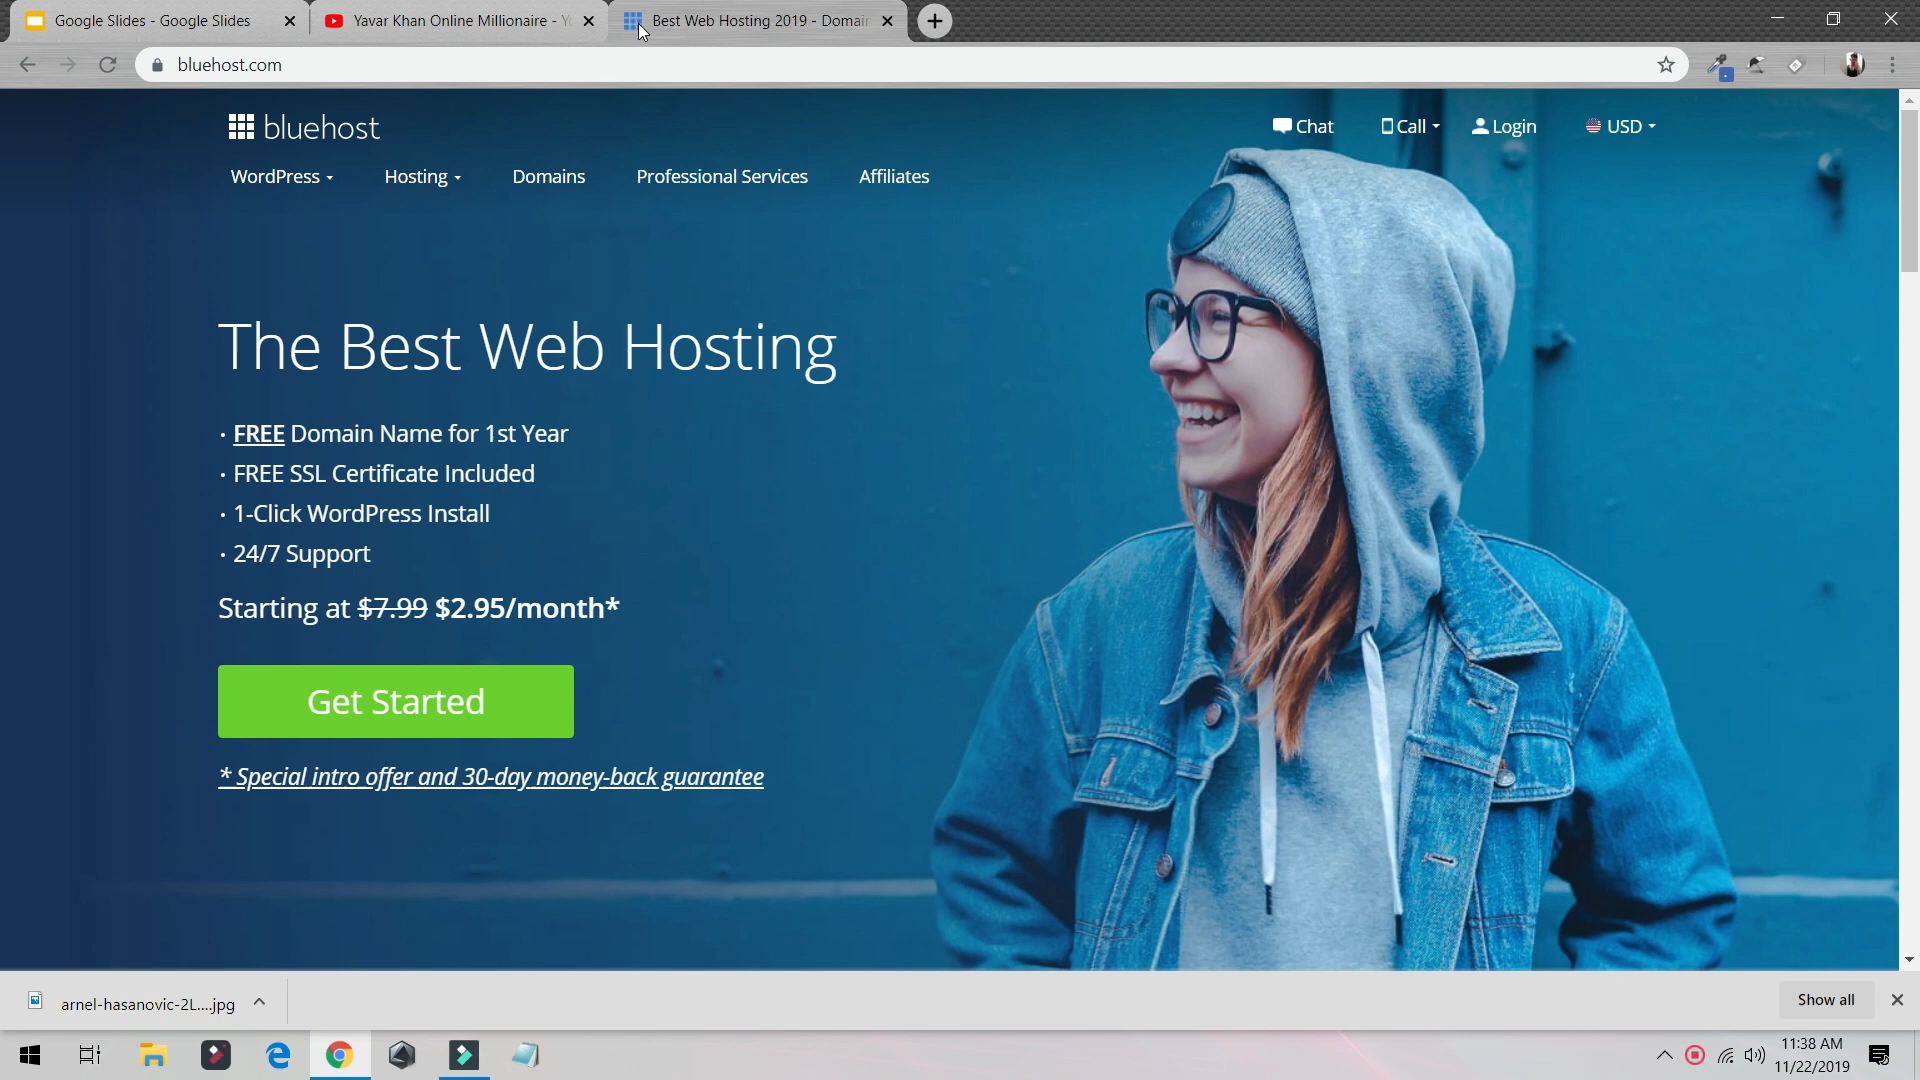 Google Slides - Google Slides
Yavar Khan Online Millionaire -
Best Web Hosting 2019 - Domain
bluehost.com
bluehost
Chat
Call
Login
USD
WordPress
Hosting
Domains
Professional Services
Affiliates
The Best Web Hosting
· FREE Domain Name for 1st Year
· FREE SSL Certificate Included
· 1-Click WordPress Install
· 24/7 Support
Starting at $7.99 $2.95/month*
Get Started
* Special intro offer and 30-day money-back guarantee
arnel-hasanovic-2L....jpg
Show all
11:38 AM
11/22/2019